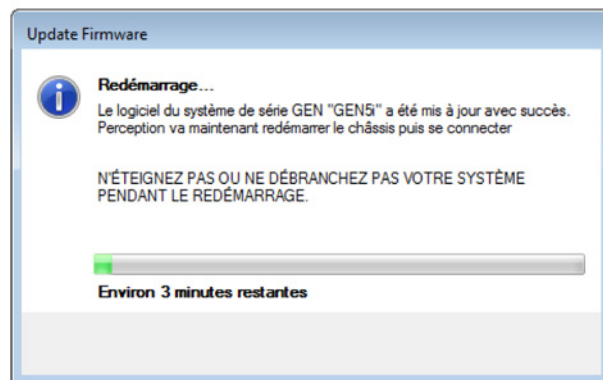 Update Firmware
Redémarrage...
Le logiciel du système de série GEN "GEN5i" a été mis à jour avec succès.
Perception va maintenant redémarrer le châssis puis se connecter
N'ÉTEIGNEZ PAS OU NE DÉBRANCHEZ PAS VOTRE SYSTÈME
PENDANT LE REDÉMARRAGE.
Environ 3 minutes restantes